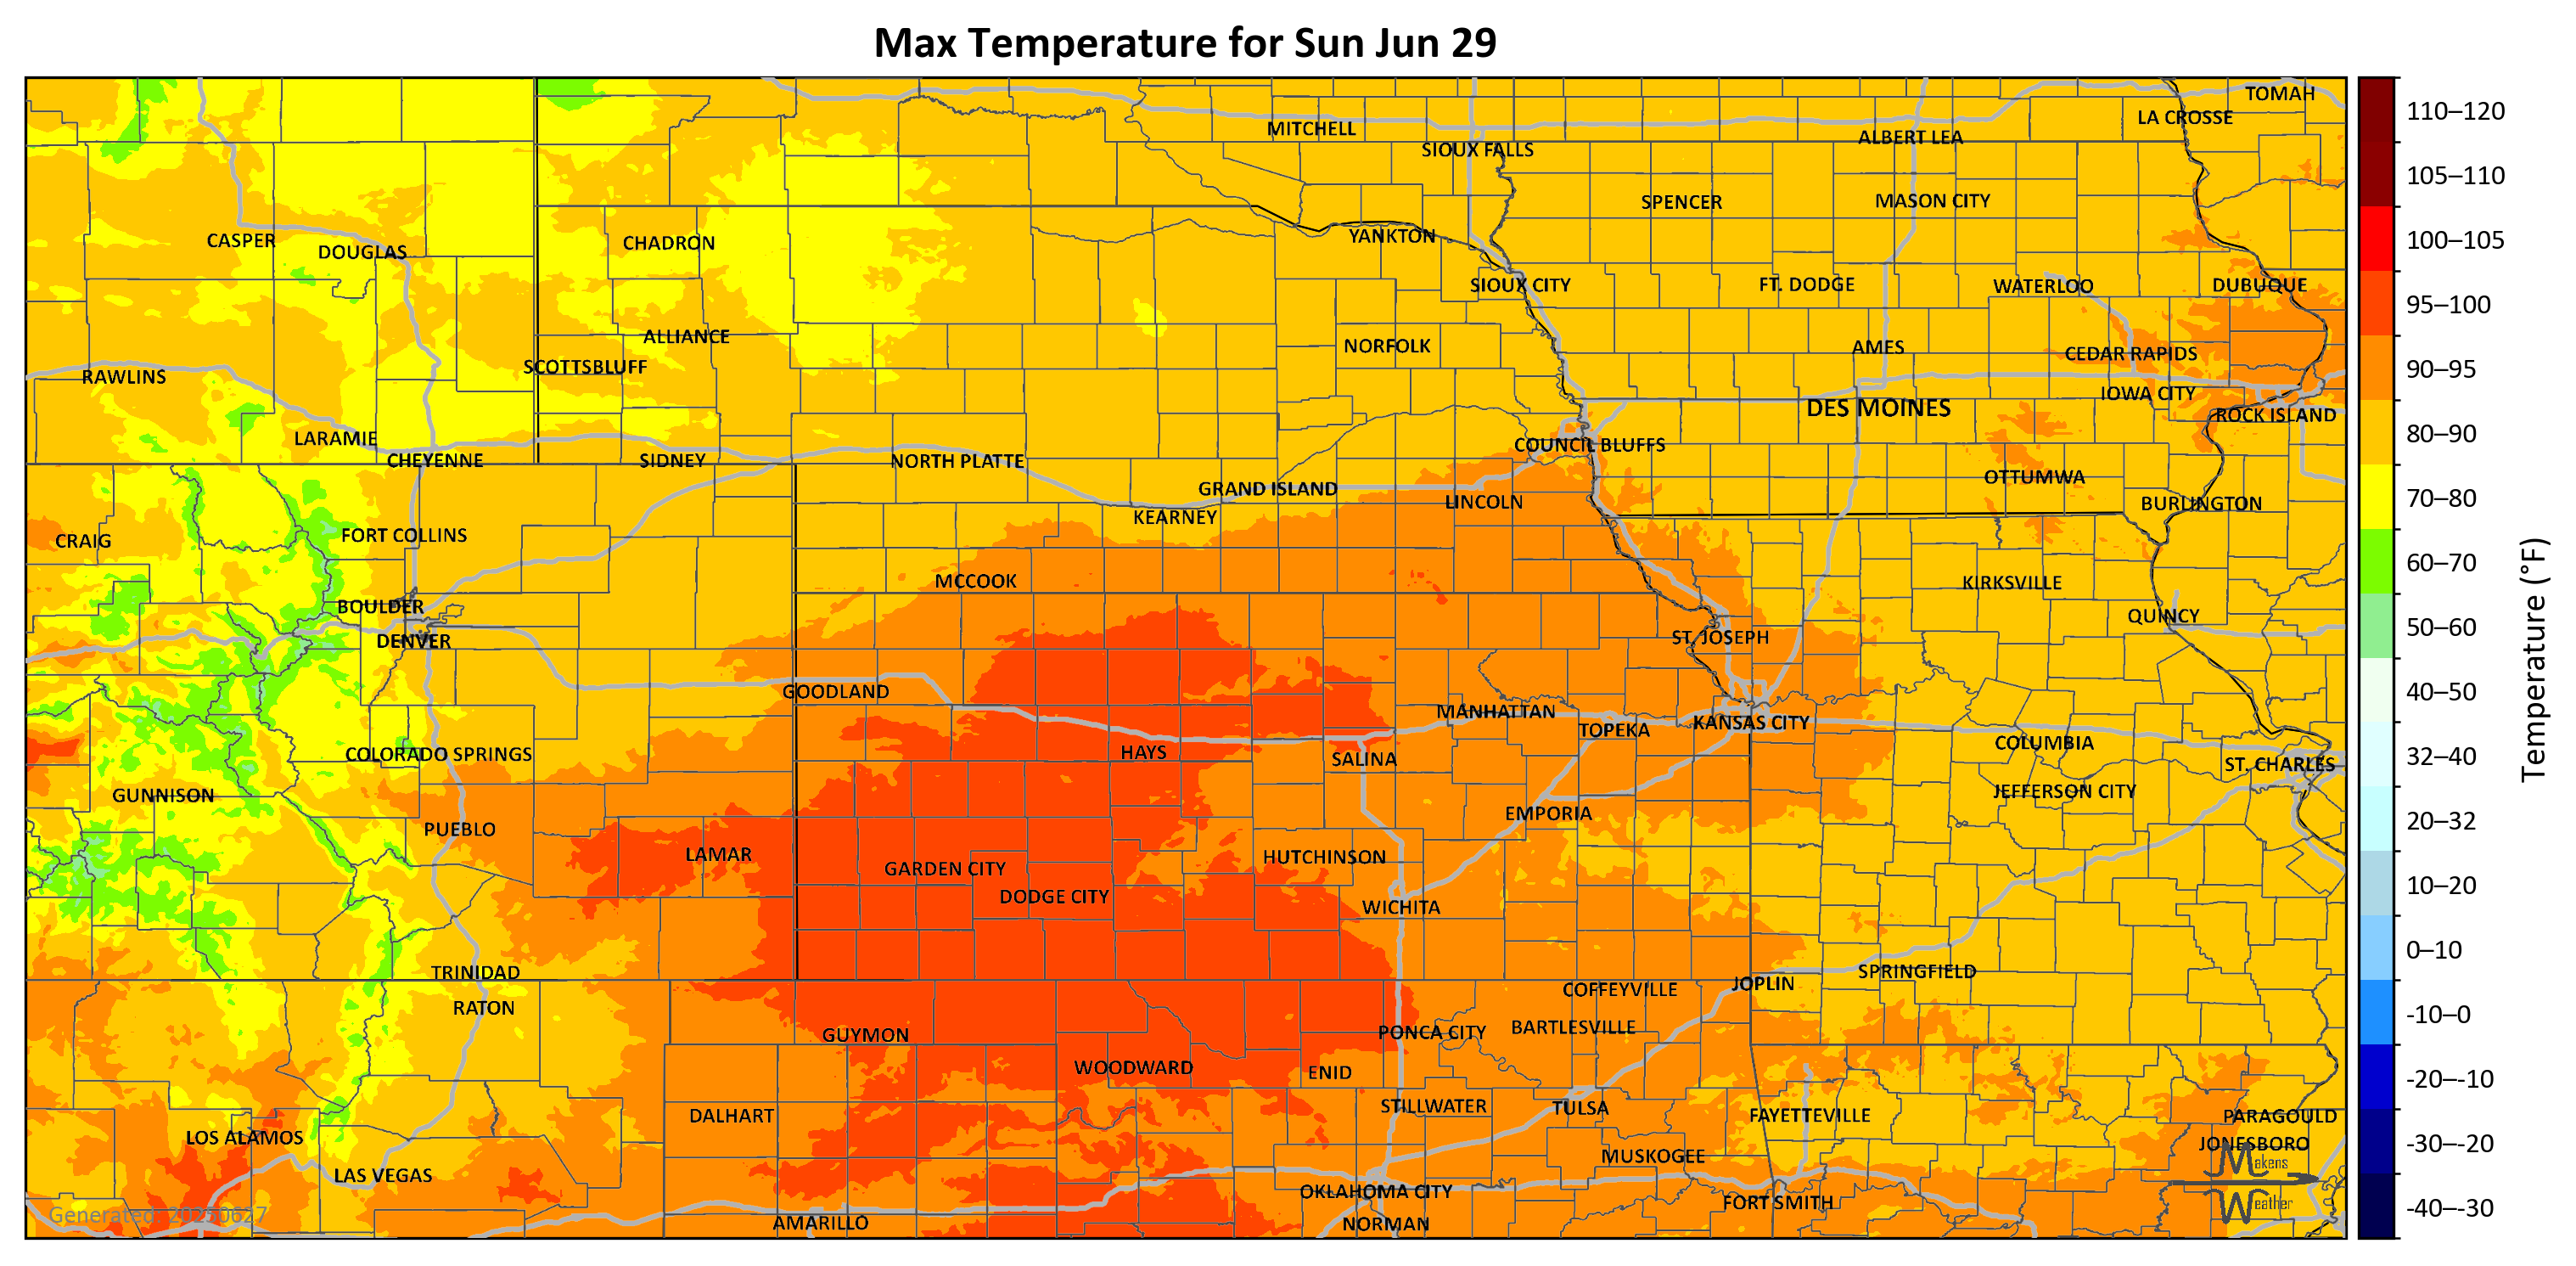 Max Temperature for Sun Jun 29
TOMAH
LA CROSSE
MITCHELL
ALBERT LEA
SIOUX FALLS
SPENCER
MASON CITY
CASPER
DOUGLAS
CHADRON
YANKTON
SIOUX CITY
FT. DODGE
WATERLOO
DUBUQUE
ALLIANCE
NORFOLK
AMES
CEDAR RAPIDS
SCOTTSBLUFF
RAWLINS
IOWA CITY
DES MOINES
ROCK ISLAND
LARAMIE
COUNCIL BLUFFS
CHEYENNE
SIDNEY
NORTH PLATTE
OTTUMWA
GRAND ISLAND
LINCOLN
BURLINGTON
KEARNEY
FORT COLLINS
CRAIG
MCCOOK
KIRKSVILLE
BOULDER
QUINCY
DENVER
ST. JOSEPH
GOODLAND
MANHATTAN
TOPEKA
KANSAS CITY
COLUMBIA
COLORADO SPRINGS
HAYS
SALINA
ST. CHARLES
GUNNISON
JEFFERSON CITY
EMPORIA
PUEBLO
LAMAR
HUTCHINSON
GARDEN CITY
DODGE CITY
WICHITA
TRINIDAD
SPRINGFIELD
JOPLIN
COFFEYVILLE
RATON
GUYMON
PONCA CITY
BARTLESVILLE
WOODWARD
ENID
STILLWATER
TULSA
DALHART
FAYETTEVILLE
PARAGOULD
LOS ALAMOS
JONESBORO
MUSKOGEE
LAS VEGAS
OKLAHOMA CITY
FORT SMITH
AMARILLO
NORMAN
Generated: 20250627
Makens
Weather
110–120
105–110
100–105
95–100
90–95
80–90
70–80
60–70
50–60
40–50
32–40
20–32
10–20
0–10
-10–0
-20–-10
-30–-20
-40–-30
Temperature (°F)